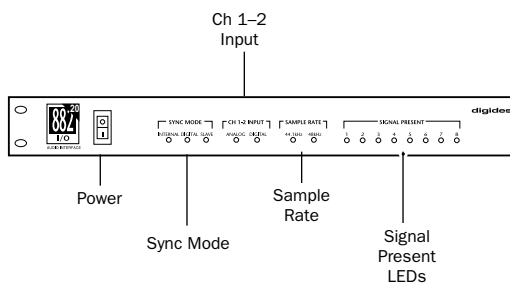 Ch 1–2
Input
882.20
I/O
AUDIO INTERFACE
SYNC MODE
INTERNAL DIGITAL SLAVE
CH 1-2 INPUT
ANALOG DIGITAL
SAMPLE RATE
44.1kHz 48kHz
SIGNAL PRESENT
1 2 3 4 5 6 7 8
digides
Power
Sync Mode
Sample
Rate
Signal
Present
LEDs